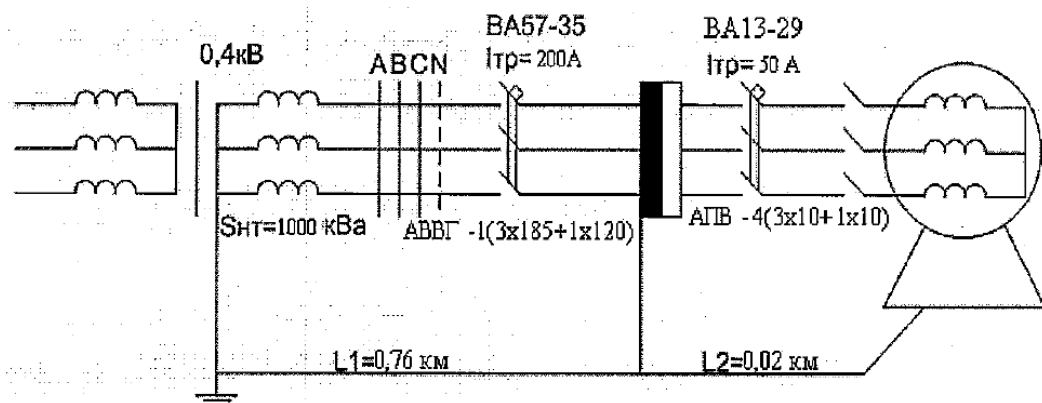 0,4кВ
ABCN
ВА57-35
Iтр= 200А
ВА13-29
Iтр= 50 А
Sнт=1000 кВа
АВВГ -1(3х185+1х120)
АПВ -4(3х10+1х10)
L1=0,76 км
L2=0,02 км